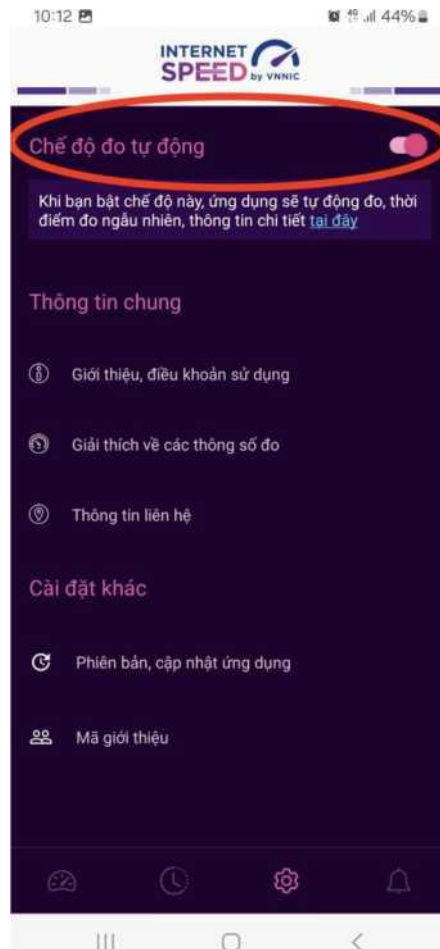 10:12
4G 44%
INTERNET
SPEED by VNNIC
Chế độ đo tự động
Khi bạn bật chế độ này, ứng dụng sẽ tự động đo, thời
điểm đo ngẫu nhiên, thông tin chi tiết tại đây
Thông tin chung
Giới thiệu, điều khoản sử dụng
Giải thích về các thông số đo
Thông tin liên hệ
Cài đặt khác
Phiên bản, cập nhật ứng dụng
Mã giới thiệu